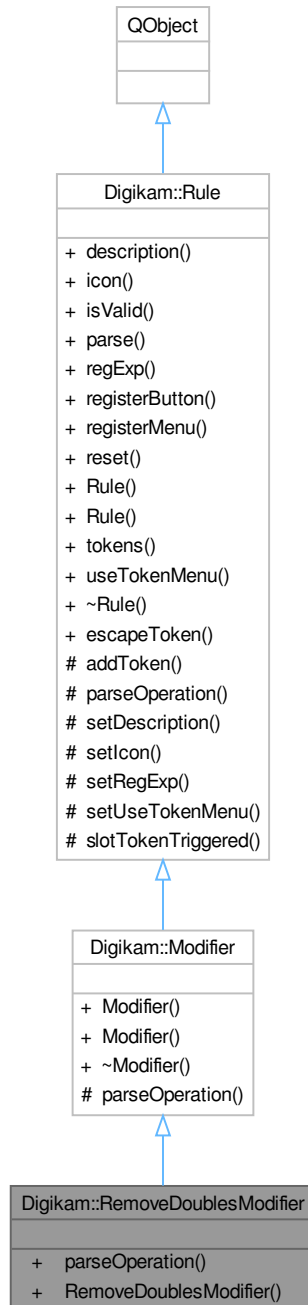 QObject
Digikam::Rule
+ description()
+ icon()
+ isValid()
+ parse()
+ regExp()
+ registerButton()
+ registerMenu()
+ reset()
+ Rule()
+ Rule()
+ tokens()
+ useTokenMenu()
+ ~Rule()
+ escapeToken()
# addToken()
# parseOperation()
# setDescription()
# setIcon()
# setRegExp()
# setUseTokenMenu()
# slotTokenTriggered()
Digikam::Modifier
+ Modifier()
+ Modifier()
+ ~Modifier()
# parseOperation()
Digikam::RemoveDoublesModifier
+ parseOperation()
+ RemoveDoublesModifier()